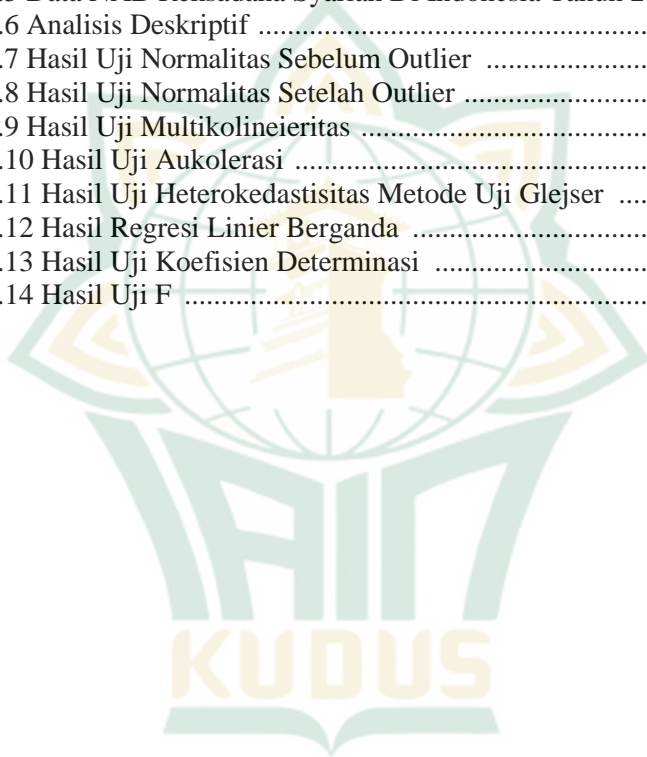 .6 Analisis Deskriptif ....................................................
.7 Hasil Uji Normalitas Sebelum Outlier .......................
.8 Hasil Uji Normalitas Setelah Outlier ..........................
.9 Hasil Uji Multikolineieritas ........................................
.10 Hasil Uji Aukolerasi .................................................
.11 Hasil Uji Heterokedastisitas Metode Uji Glejser ....
.12 Hasil Regresi Linier Berganda .................................
.13 Hasil Uji Koefisien Determinasi ..............................
.14 Hasil Uji F .................................................................
IAIN
KUDUS